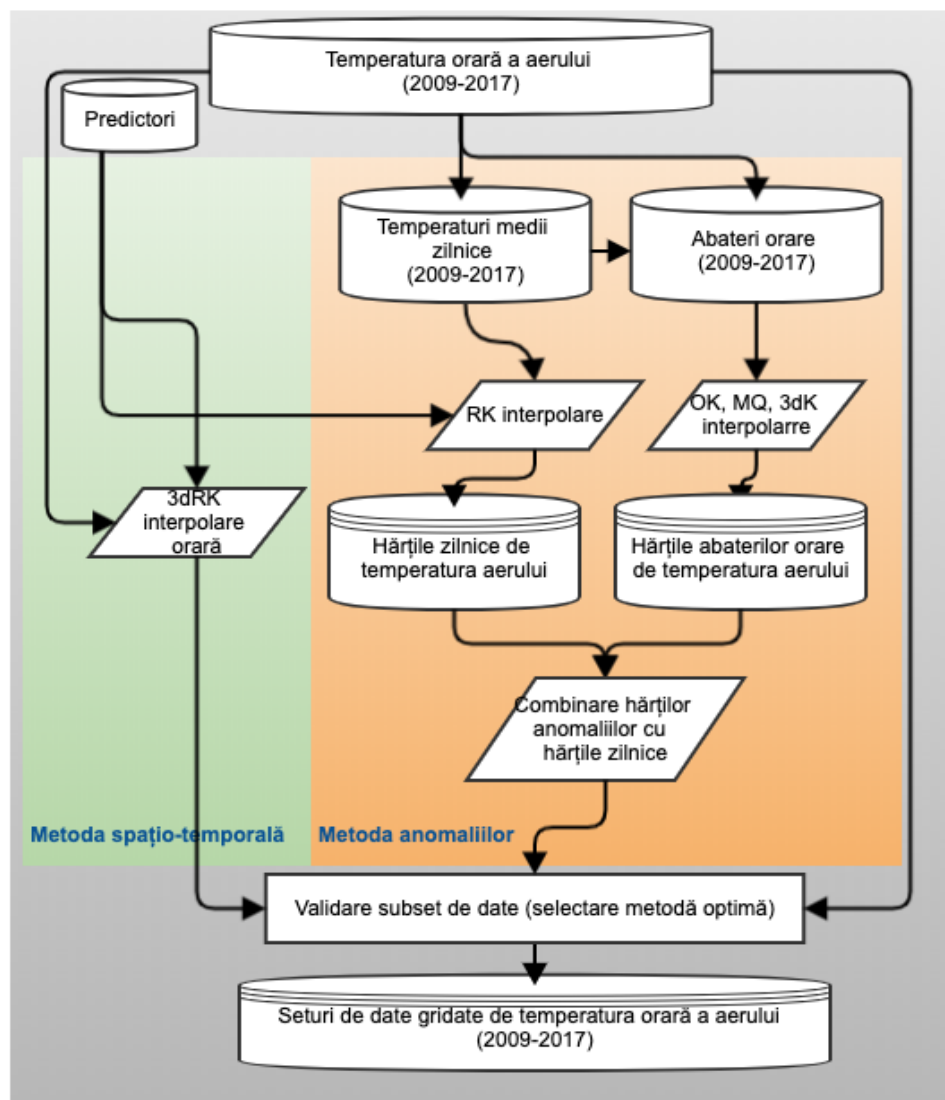 Temperatura orară a aerului
(2009-2017)
Predictori
Temperaturi medii
zilnice
(2009-2017)
Abateri orare
(2009-2017)
RK interpolare
OK, MQ, 3dK
interpolarre
3dRK
interpolare
orară
Hărțile zilnice de
temperatura aerului
Hărțile abaterilor orare
de temperatura aerului
Combinare hărților
anomaliilor cu
hărțile zilnice
Metoda spațio-temporală
Metoda anomaliilor
Validare subset de date (selectare metodă optimă)
Seturi de date gridate de temperatură orară a aerului
(2009-2017)